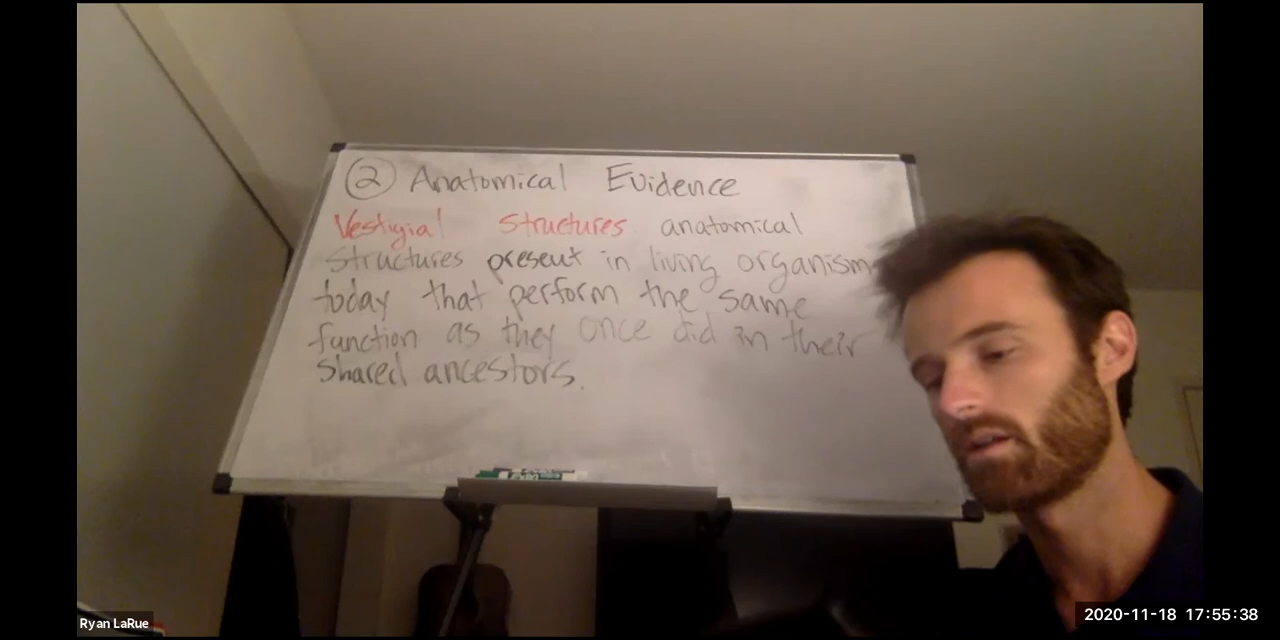 ② Anatomical Evidence
Vestigial Structures anatomical
structures present in living organisms
today that perform the same
function as they once did in their
shared ancestors.
Ryan LaRue
2020-11-18 17:55:38